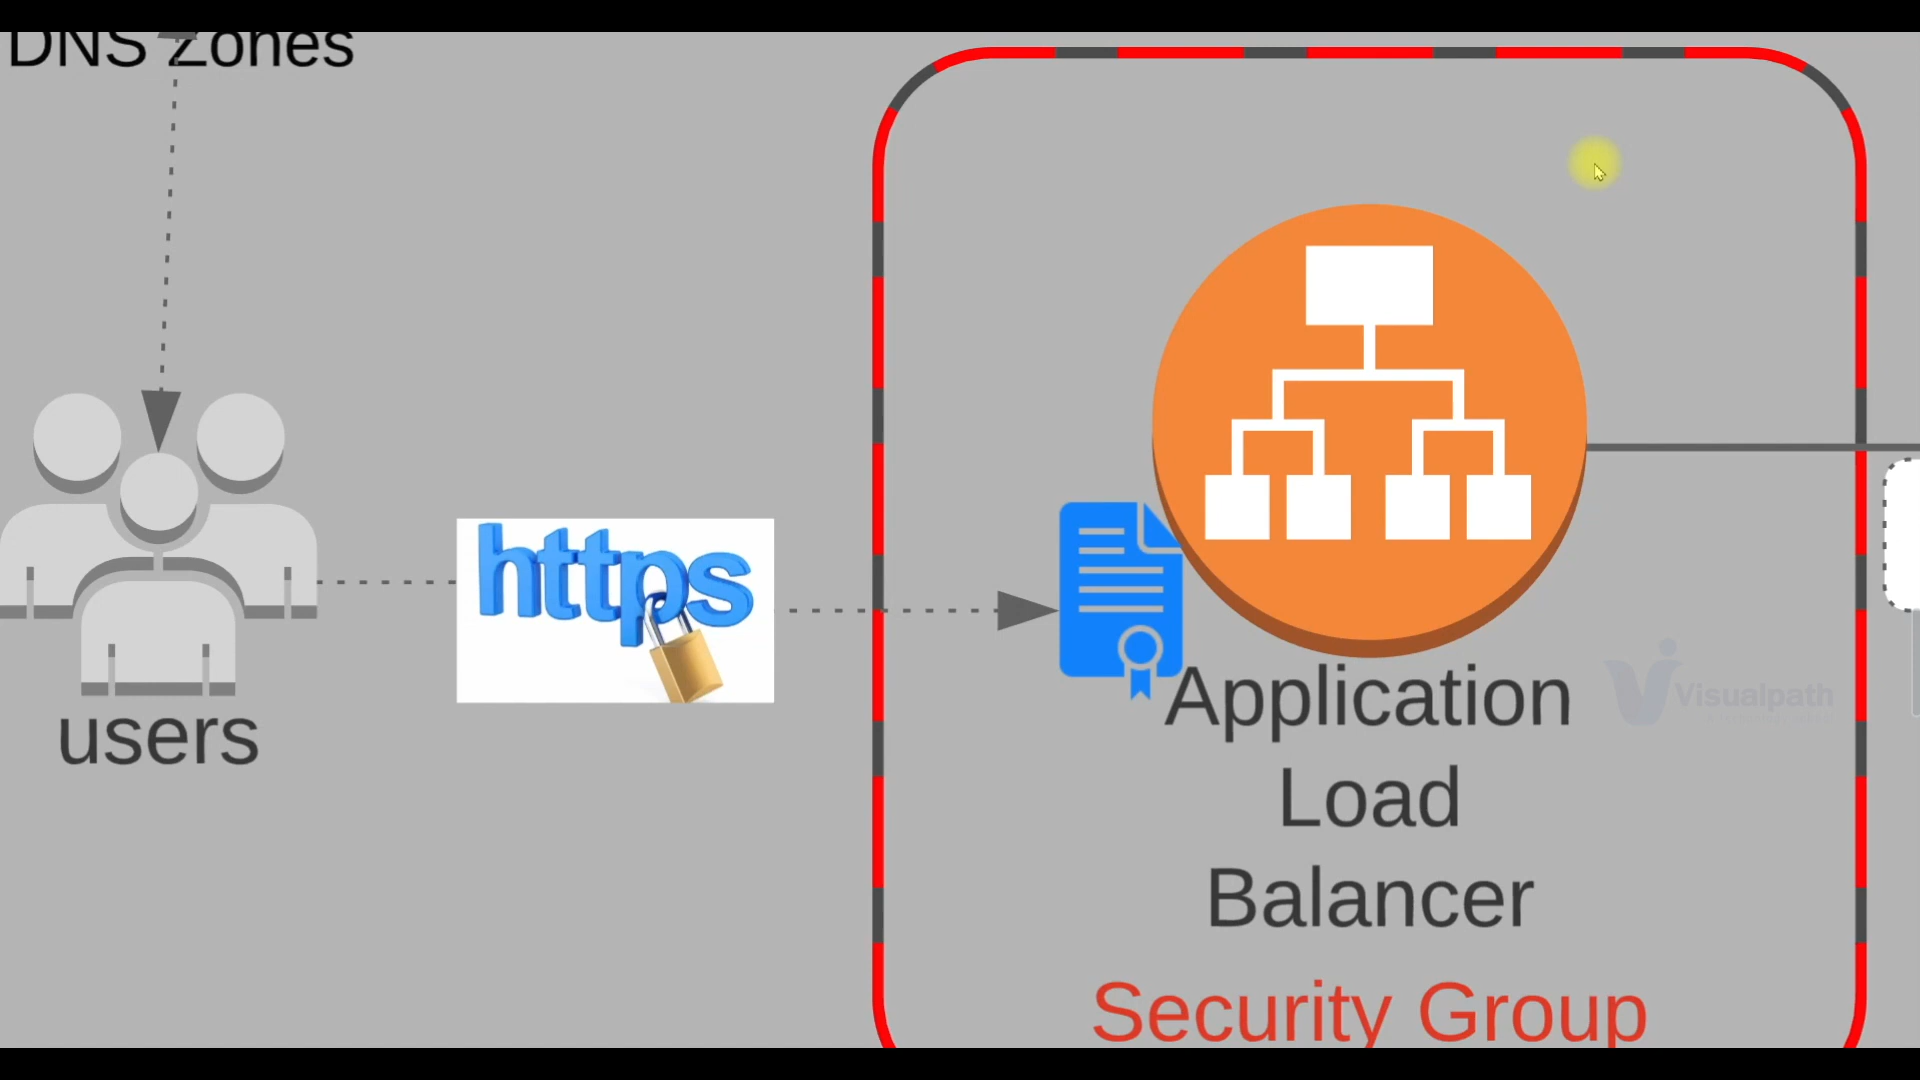 DNS Zones
https
users
Application
Load
Balancer
Visualpath
Security Group